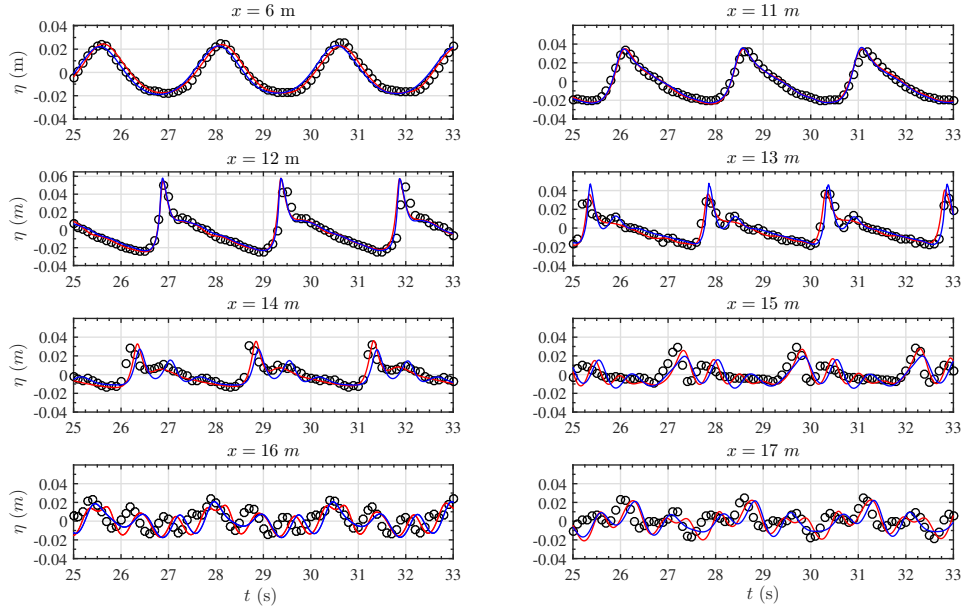 x = 6 m
x = 11 m
0.04
0.02
0
-0.02
-0.04
η (m)
25 26 27 28 29 30 31 32 33
0.04
0.02
0
-0.02
-0.04
25 26 27 28 29 30 31 32 33
x = 12 m
x = 13 m
0.06
0.04
0.02
0
-0.02
-0.04
η (m)
25 26 27 28 29 30 31 32 33
0.04
0.02
0
-0.02
-0.04
25 26 27 28 29 30 31 32 33
x = 14 m
x = 15 m
0.04
0.02
0
-0.02
-0.04
η (m)
25 26 27 28 29 30 31 32 33
0.04
0.02
0
-0.02
-0.04
25 26 27 28 29 30 31 32 33
x = 16 m
x = 17 m
0.04
0.02
0
-0.02
-0.04
η (m)
25 26 27 28 29 30 31 32 33
t (s)
0.04
0.02
0
-0.02
-0.04
25 26 27 28 29 30 31 32 33
t (s)